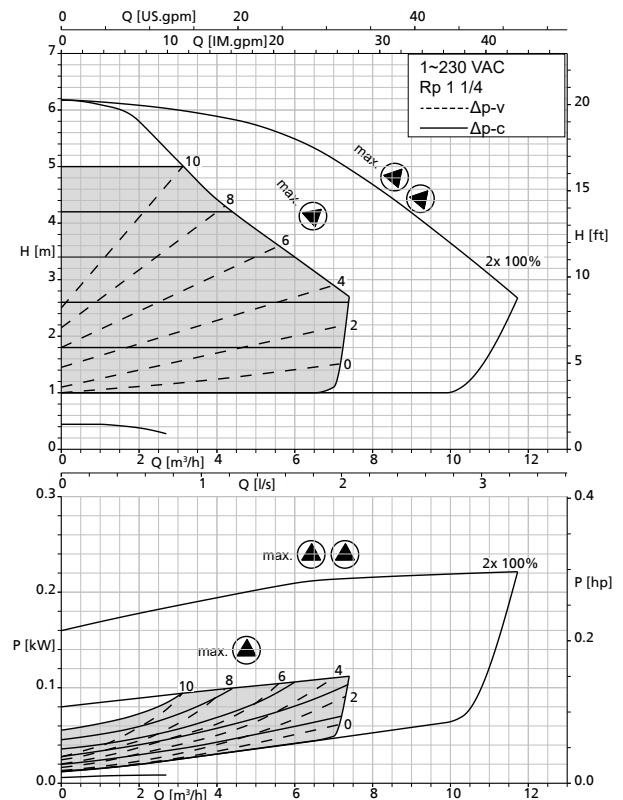 Q [US.gpm]
0 20 40
Q [IM.gpm]
0 10 20 30 40
1~230 VAC
Rp 1 1/4
Δp-v
Δp-c
H [m]
7
6
5
4
3
2
1
0
H [ft]
20
15
10
5
0
max.
max.
10
8
6
4
2
0
2x 100%
0 2 4 6 8 10 12
Q [m³/h]
0 1 2 3
Q [l/s]
P [kW]
0.3
0.2
0.1
0.0
P [hp]
0.4
0.2
0.0
max.
2x 100%
max.
10
8
6
4
2
0
0 2 4 6 8 10 12
Q [m³/h]